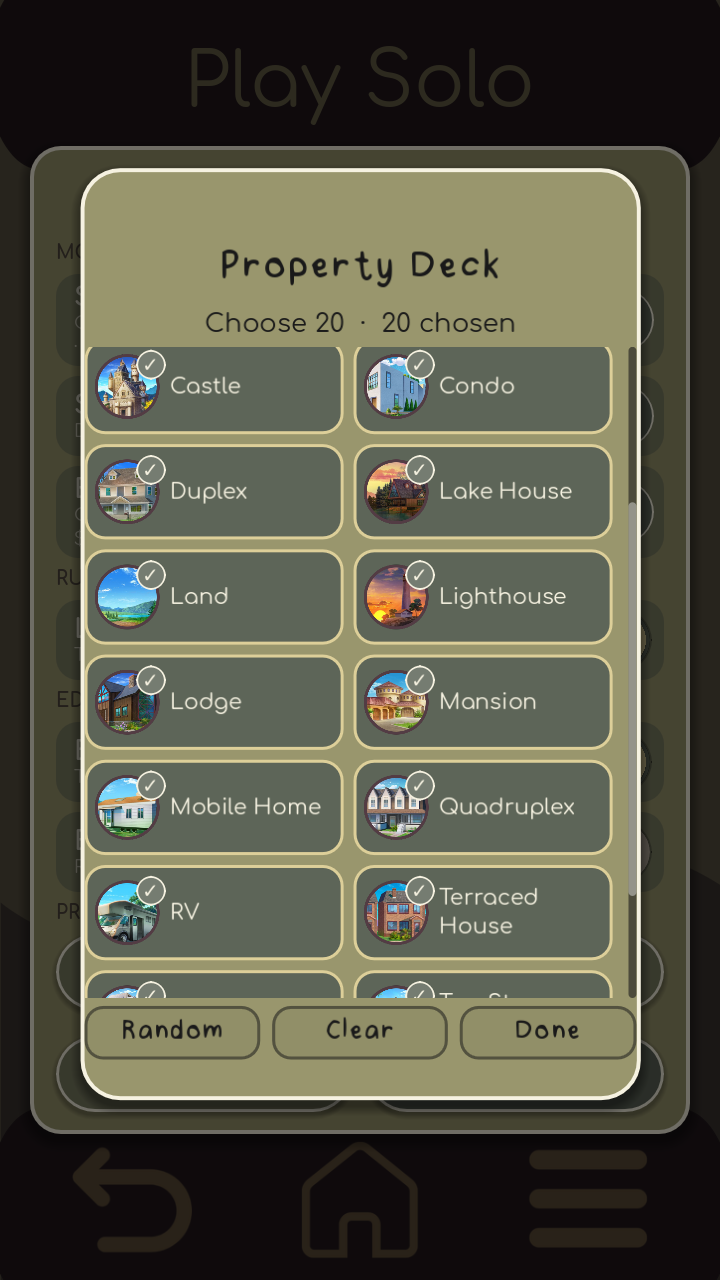 Play Solo
Property Deck
Choose 20 · 20 chosen
Castle
Condo
Duplex
Lake House
Land
Lighthouse
Lodge
Mansion
Mobile Home
Quadruplex
RV
Terraced
House
Random
Clear
Done